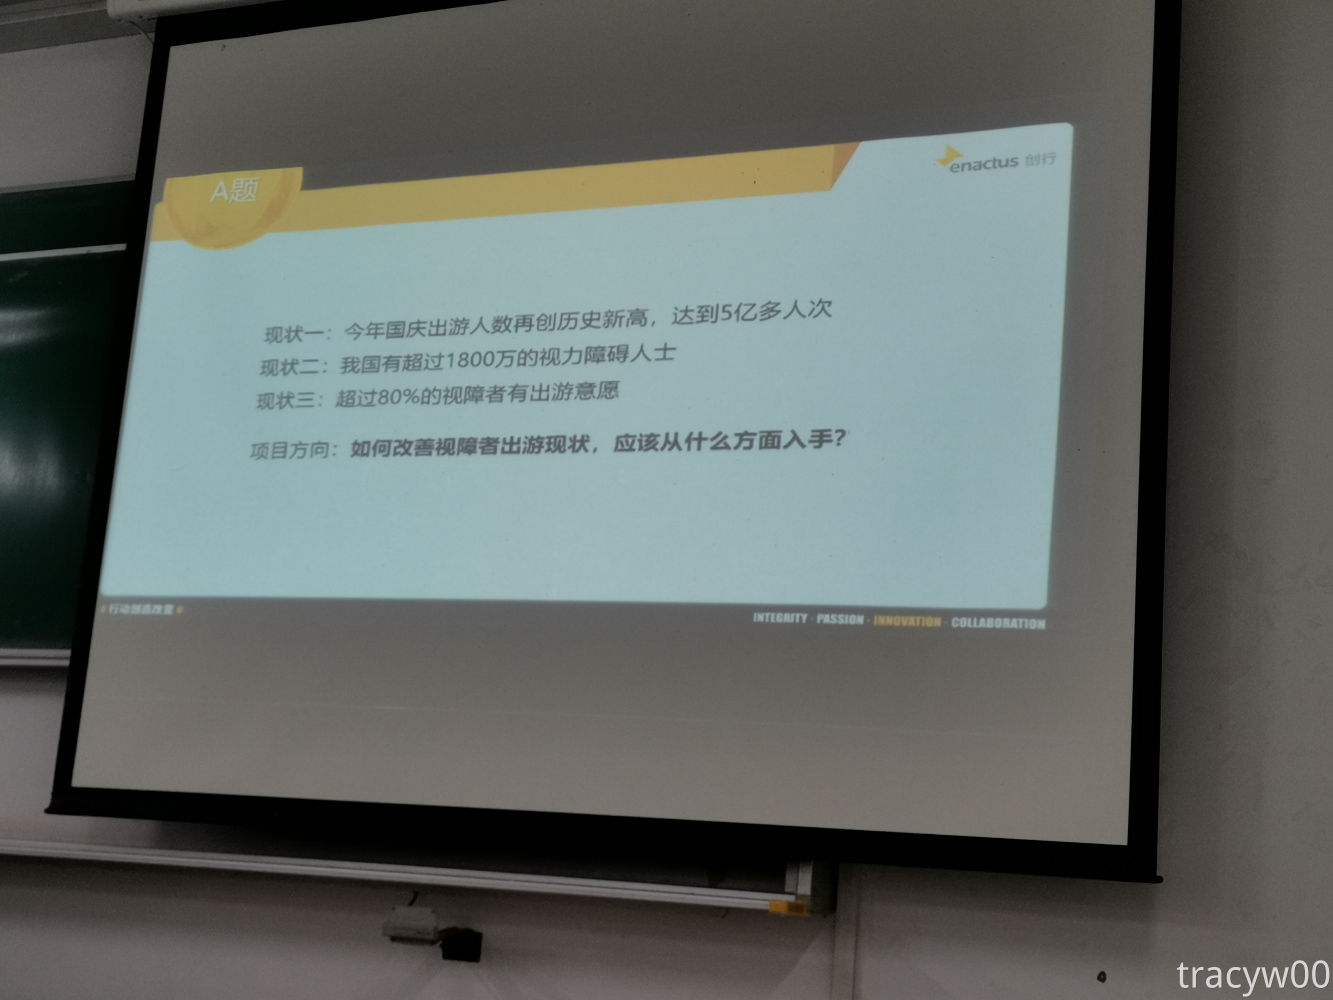 A题
enactus 创行
现状一：今年国庆出游人数再创历史新高，达到5亿多人次
现状二：我国有超过1800万的视力障碍人士
现状三：超过80%的视障者有出游意愿
项目方向：如何改善视障者出游现状，应该从什么方面入手？
行动创造改变
INTEGRITY · PASSION · INNOVATION · COLLABORATION
tracyw00